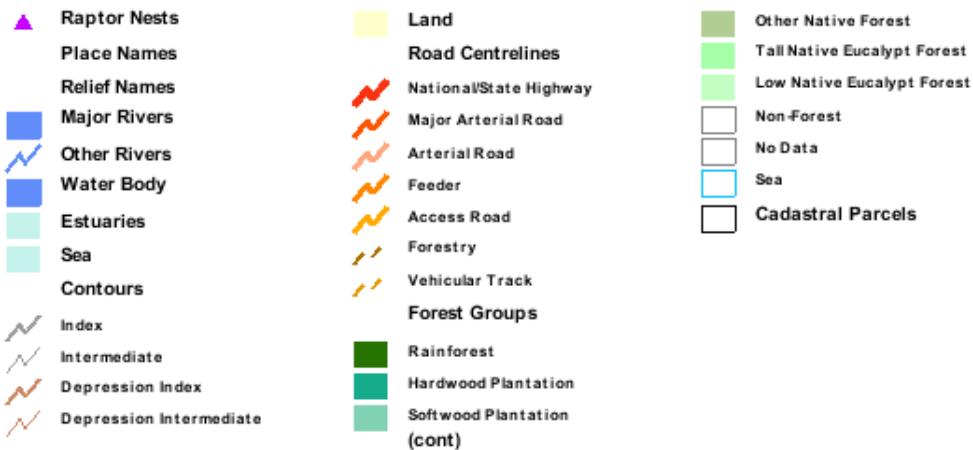 Raptor Nests
Place Names
Relief Names
Major Rivers
Other Rivers
Water Body
Estuaries
Sea
Contours
Index
Intermediate
Depression Index
Depression Intermediate
Land
Road Centrelines
National/State Highway
Major Arterial Road
Arterial Road
Feeder
Access Road
Forestry
Vehicular Track
Forest Groups
Rainforest
Hardwood Plantation
Softwood Plantation
(cont)
Other Native Forest
Tall Native Eucalypt Forest
Low Native Eucalypt Forest
Non-Forest
No Data
Sea
Cadastral Parcels